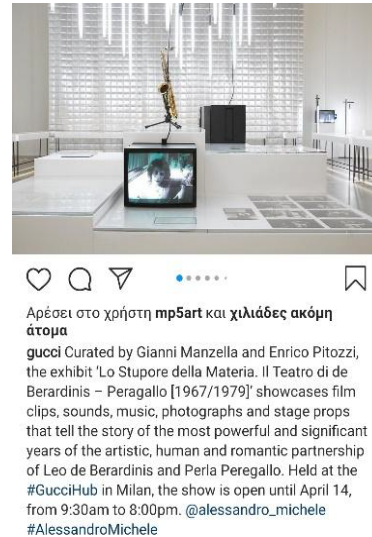 Αρέσει στο χρήστη mp5art και χιλιάδες ακόμη
άτομα
gucci Curated by Gianni Manzella and Enrico Pitozzi,
the exhibit ‘Lo Stupore della Materia. Il Teatro di de
Berardinis – Peragallo [1967/1979]’ showcases film
clips, sounds, music, photographs and stage props
that tell the story of the most powerful and significant
years of the artistic, human and romantic partnership
of Leo de Berardinis and Perla Peregallo. Held at the
#GucciHub in Milan, the show is open until April 14,
from 9:30am to 8:00pm. @alessandro_michele
#AlessandroMichele